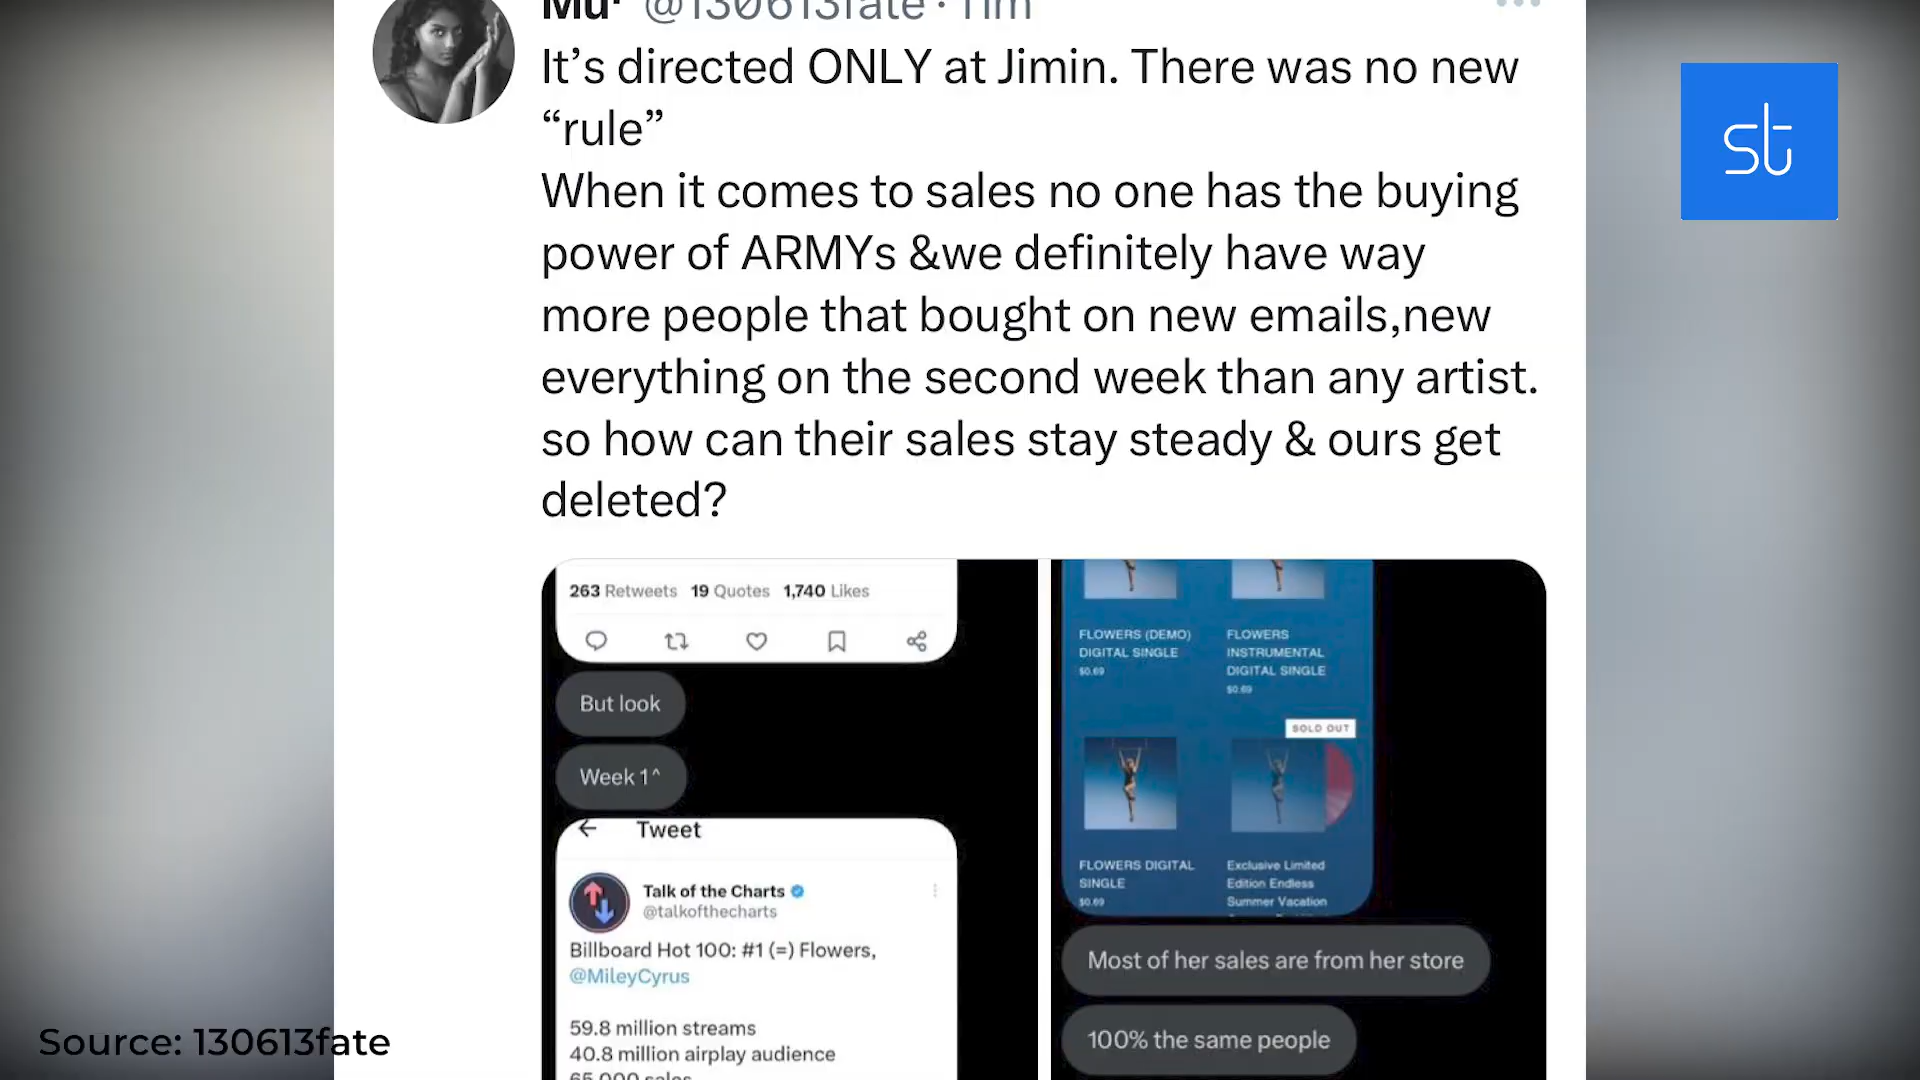 Mu· @130613fate · 11m
It's directed ONLY at Jimin. There was no new
“rule”
When it comes to sales no one has the buying
power of ARMYs &we definitely have way
more people that bought on new emails,new
everything on the second week than any artist.
so how can their sales stay steady & ours get
deleted?
st
263 Retweets 19 Quotes 1,740 Likes
But look
Week 1^
Tweet
Talk of the Charts
@talkofthecharts
Billboard Hot 100: #1 (=) Flowers,
@MileyCyrus
59.8 million streams
40.8 million airplay audience
65,000 sales
FLOWERS (DEMO)
DIGITAL SINGLE
$0.69
FLOWERS
INSTRUMENTAL
DIGITAL SINGLE
$0.69
SOLD OUT
FLOWERS DIGITAL
SINGLE
$0.69
Exclusive Limited
Edition Endless
Summer Vacation
Most of her sales are from her store
100% the same people
Source: 130613fate